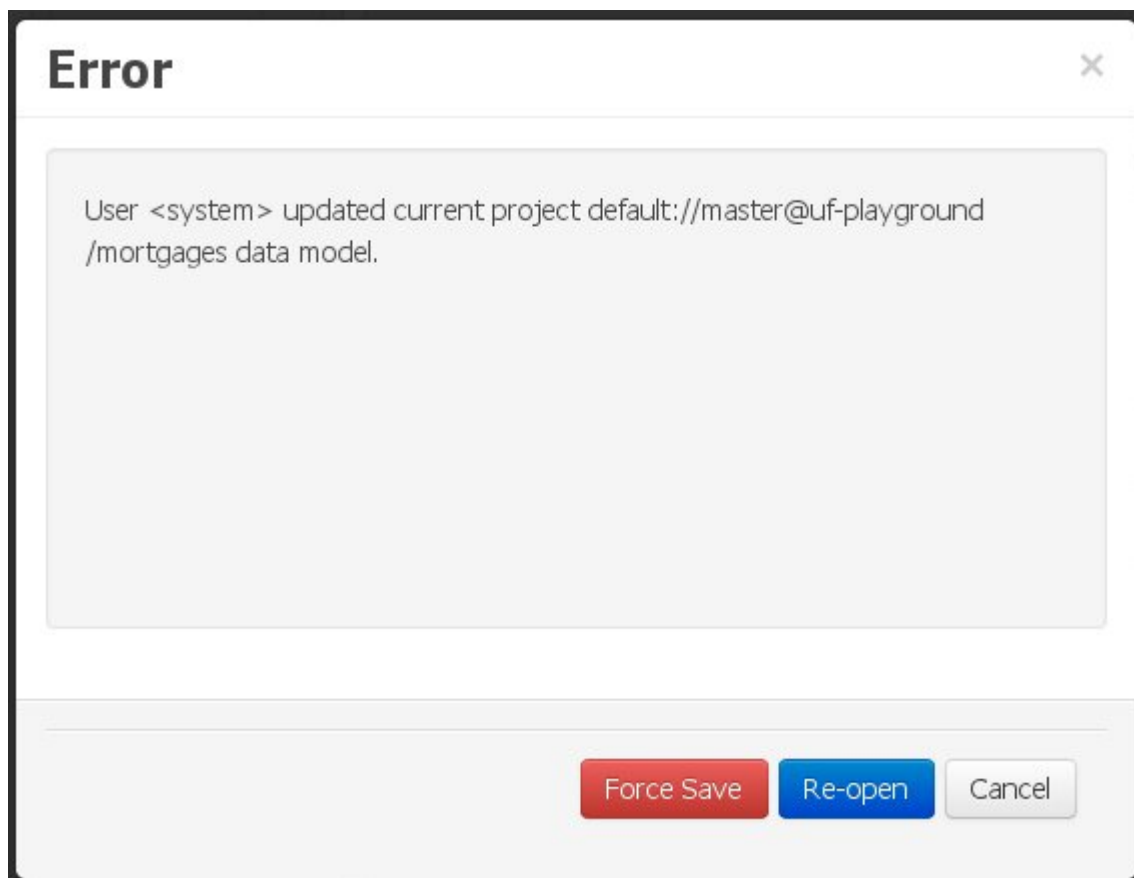 Error
×
User <system> updated current project default://master@uf-playground
/mortgages data model.
Force Save
Re-open
Cancel